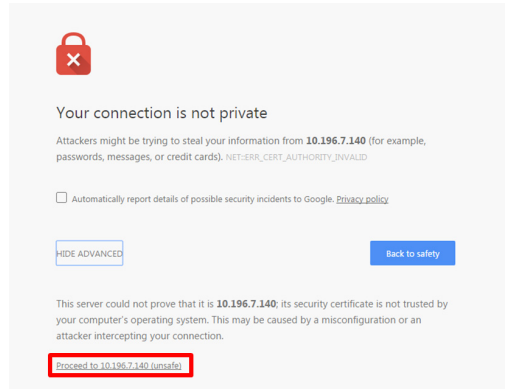 Your connection is not private
Attackers might be trying to steal your information from 10.196.7.140 (for example,
passwords, messages, or credit cards). NET::ERR_CERT_AUTHORITY_INVALID
Automatically report details of possible security incidents to Google. Privacy policy
HIDE ADVANCED
Back to safety
This server could not prove that it is 10.196.7.140; its security certificate is not trusted by
your computer's operating system. This may be caused by a misconfiguration or an
attacker intercepting your connection.
Proceed to 10.196.7.140 (unsafe)